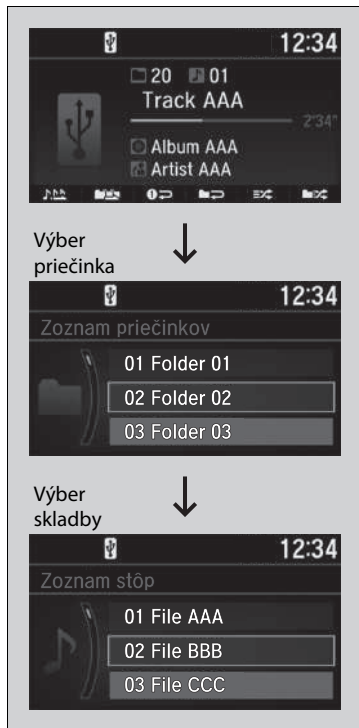 12:34
20 01
Track AAA
2'34"
Album AAA
Artist AAA
Výber
priečinka
12:34
Zoznam priečinkov
01 Folder 01
02 Folder 02
03 Folder 03
Výber
skladby
12:34
Zoznam stôp
01 File AAA
02 File BBB
03 File CCC